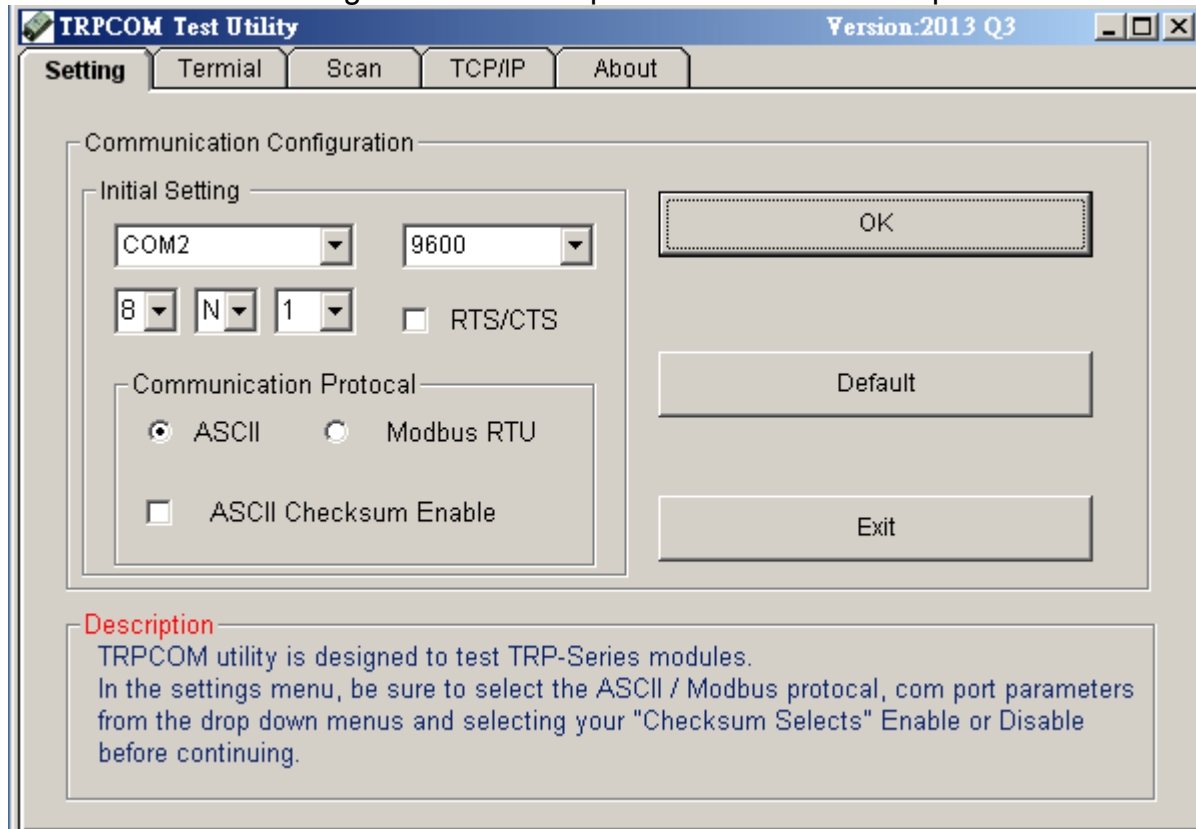 TRPCOM Test Utility Version:2013 Q3
Setting Termial Scan TCP/IP About
Communication Configuration
Initial Setting
COM2 9600
OK
8 N 1 RTS/CTS
Communication Protocal
Default
ASCII Modbus RTU
ASCII Checksum Enable
Exit
Description
TRPCOM utility is designed to test TRP-Series modules.
In the settings menu, be sure to select the ASCII / Modbus protocal, com port parameters
from the drop down menus and selecting your "Checksum Selects" Enable or Disable
before continuing.